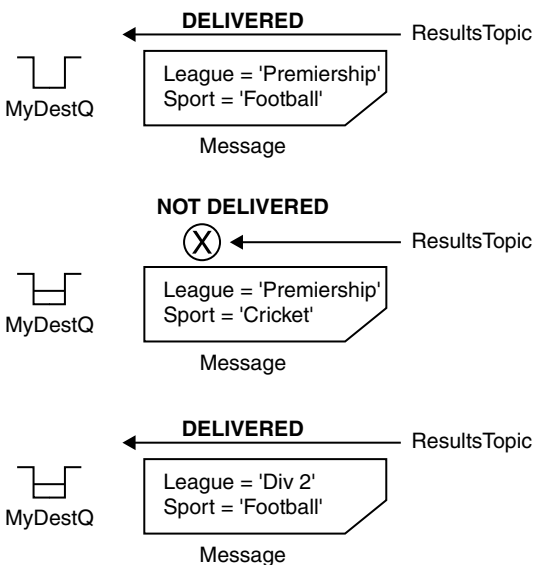 DELIVERED
ResultsTopic
League = 'Premiership'
Sport = 'Football'
MyDestQ
Message
NOT DELIVERED
X
ResultsTopic
League = 'Premiership'
Sport = 'Cricket'
MyDestQ
Message
DELIVERED
ResultsTopic
League = 'Div 2'
Sport = 'Football'
MyDestQ
Message